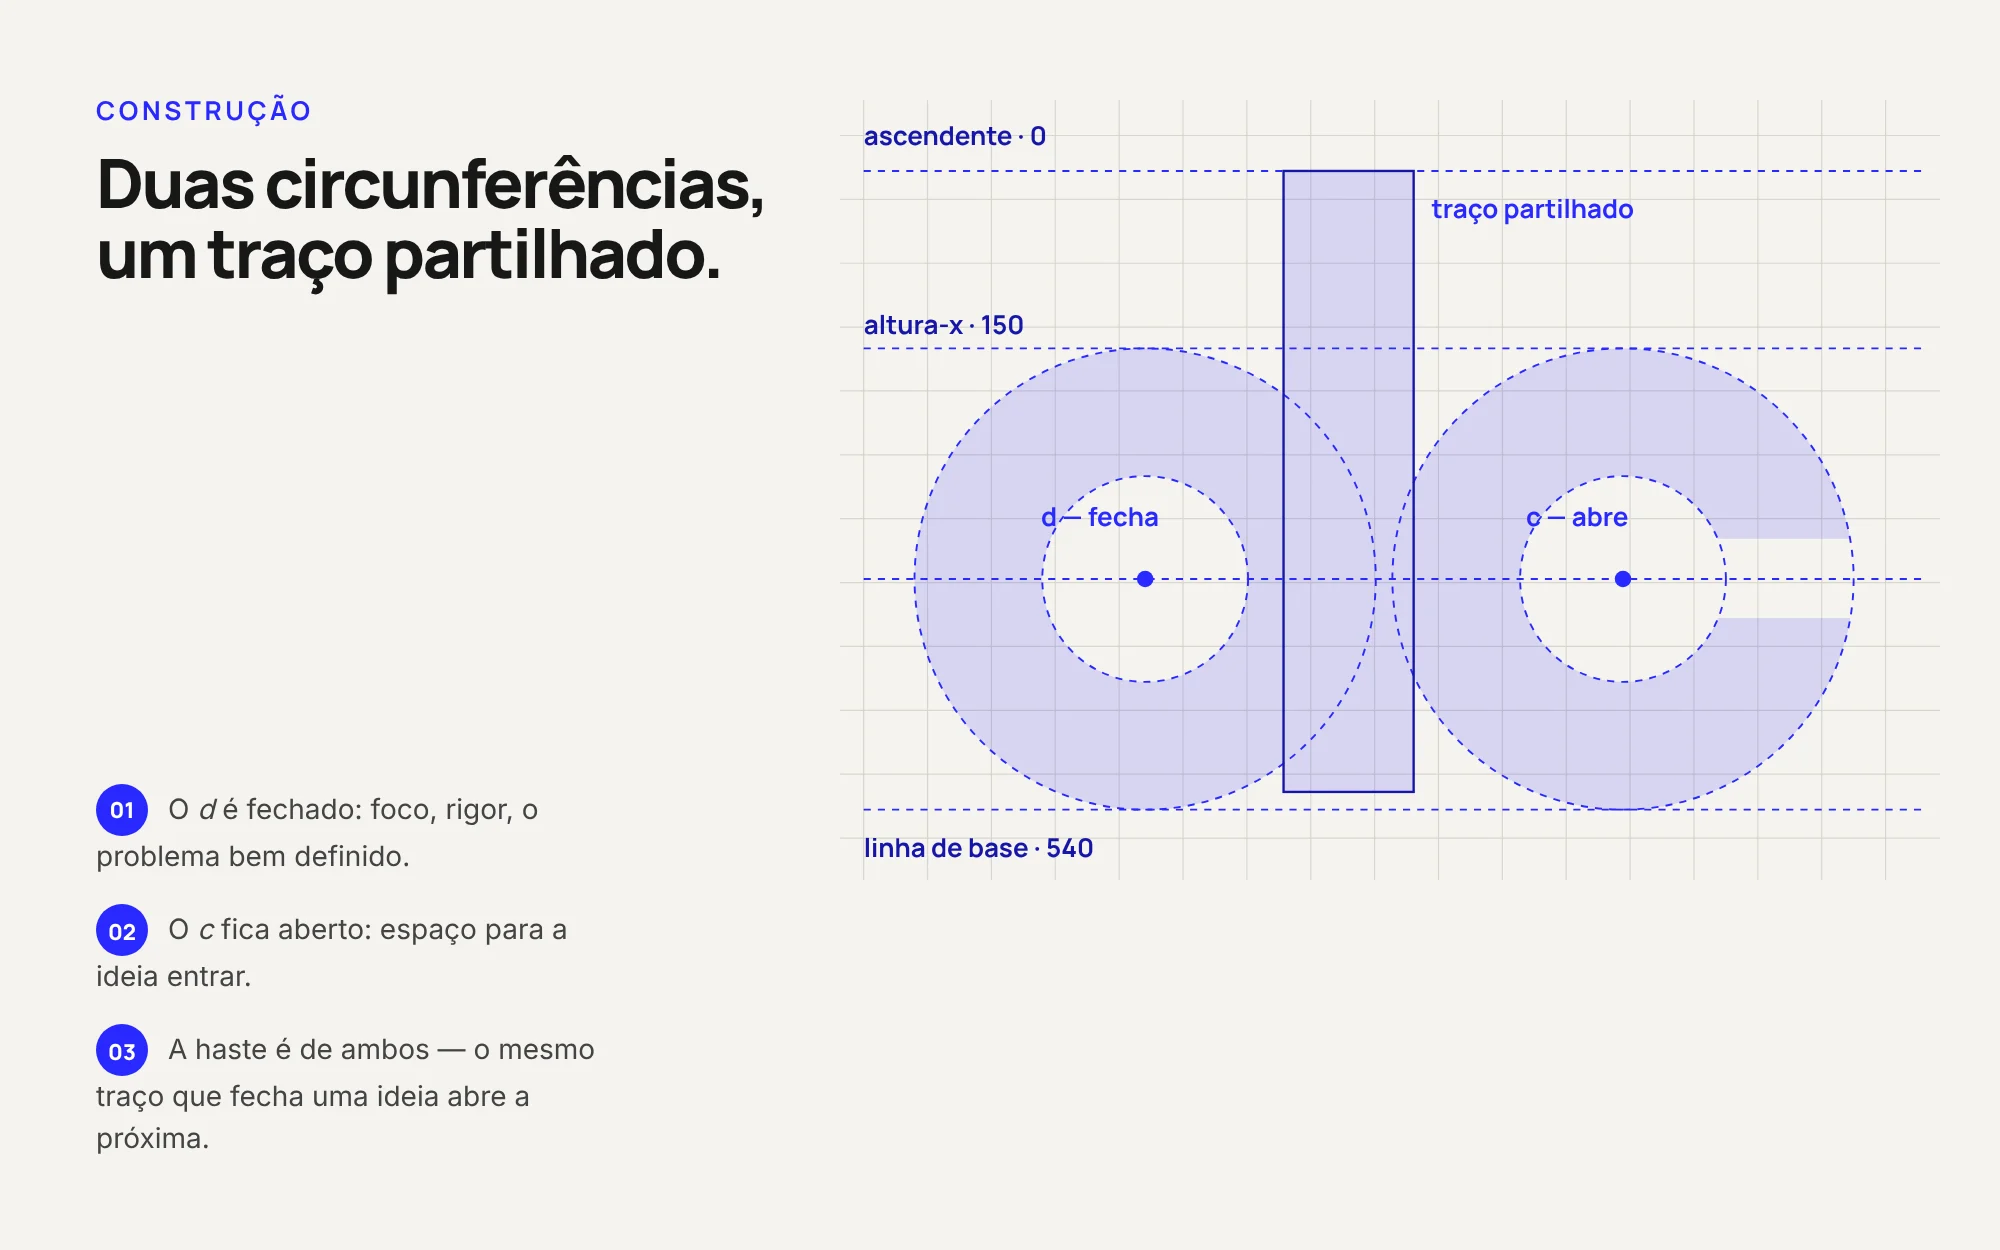 CONSTRUÇÃO
Duas circunferências,
um traço partilhado.
01 O d é fechado: foco, rigor, o
problema bem definido.
02 O c fica aberto: espaço para a
ideia entrar.
03 A haste é de ambos — o mesmo
traço que fecha uma ideia abre a
próxima.
ascendente · 0
traço partilhado
altura-x · 150
d — fecha
c — abre
linha de base · 540